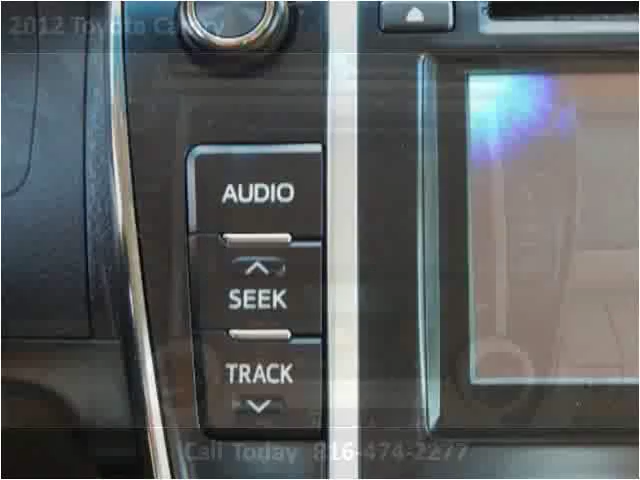 2012 Toyota Camry
AUDIO
SEEK
TRACK
Call Today 816-474-2277